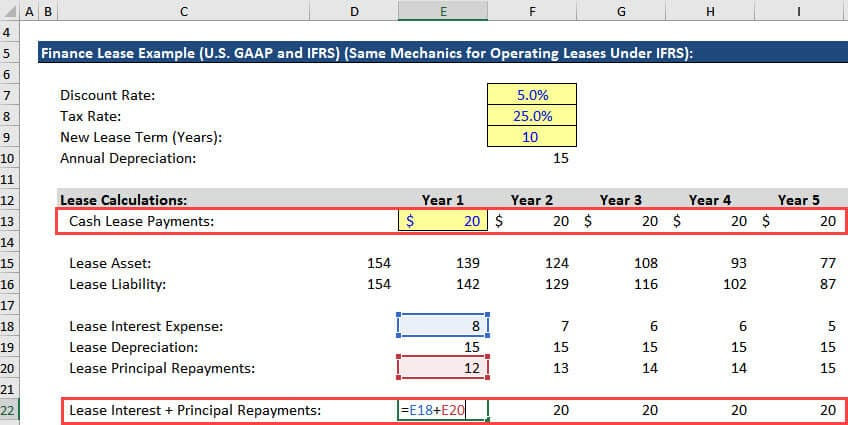 A B C D E F G H I
4
5 Finance Lease Example (U.S. GAAP and IFRS) (Same Mechanics for Operating Leases Under IFRS):
6
7 Discount Rate: 5.0%
8 Tax Rate: 25.0%
9 New Lease Term (Years): 10
10 Annual Depreciation: 15
11
12 Lease Calculations: Year 1 Year 2 Year 3 Year 4 Year 5
13 Cash Lease Payments: $ 20 $ 20 $ 20 $ 20 $ 20
14
15 Lease Asset: 154 139 124 108 93 77
16 Lease Liability: 154 142 129 116 102 87
17
18 Lease Interest Expense: 8 7 6 6 5
19 Lease Depreciation: 15 15 15 15 15
20 Lease Principal Repayments: 12 13 14 14 15
21
22 Lease Interest + Principal Repayments: =E18+E20 20 20 20 20